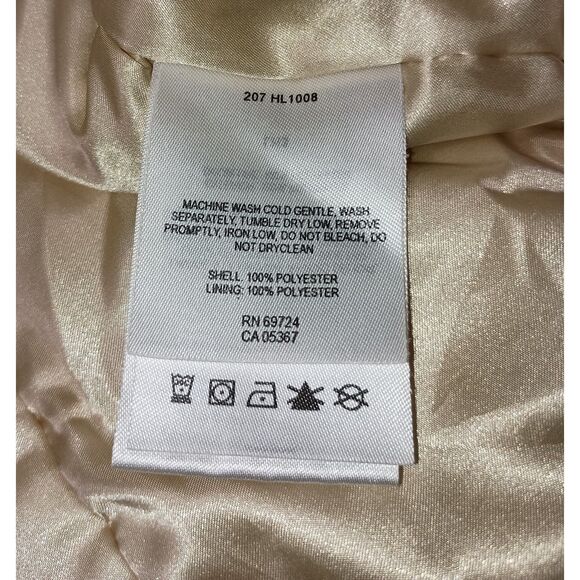 207 HL1008
MACHINE WASH COLD GENTLE, WASH
SEPARATELY, TUMBLE DRY LOW, REMOVE
PROMPTLY, IRON LOW, DO NOT BLEACH, DO
NOT DRYCLEAN
SHELL: 100% POLYESTER
LINING: 100% POLYESTER
RN 69724
CA 05367